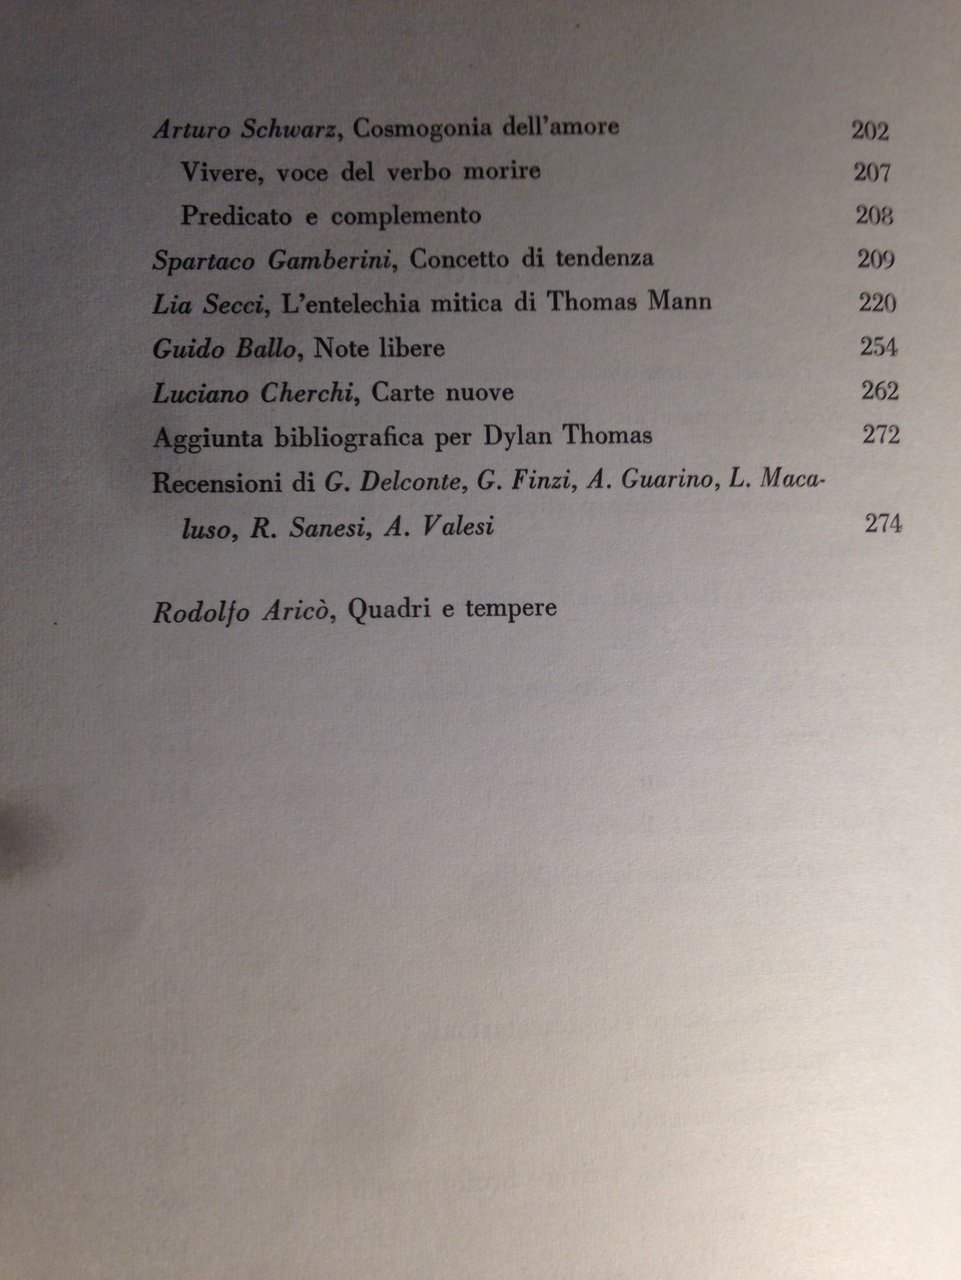 Arturo Schwarz, Cosmogonia dell'amore 202
Vivere, voce del verbo morire 207
Predicato e complemento 208
Spartaco Gamberini, Concetto di tendenza 209
Lia Secci, L'entelechia mitica di Thomas Mann 220
Guido Ballo, Note libere 254
Luciano Cherchi, Carte nuove 262
Aggiunta bibliografica per Dylan Thomas 272
Recensioni di G. Delconte, G. Finzi, A. Guarino, L. Maca-
luso, R. Sanesi, A. Valesi 274
Rodolfo Aricò, Quadri e tempere